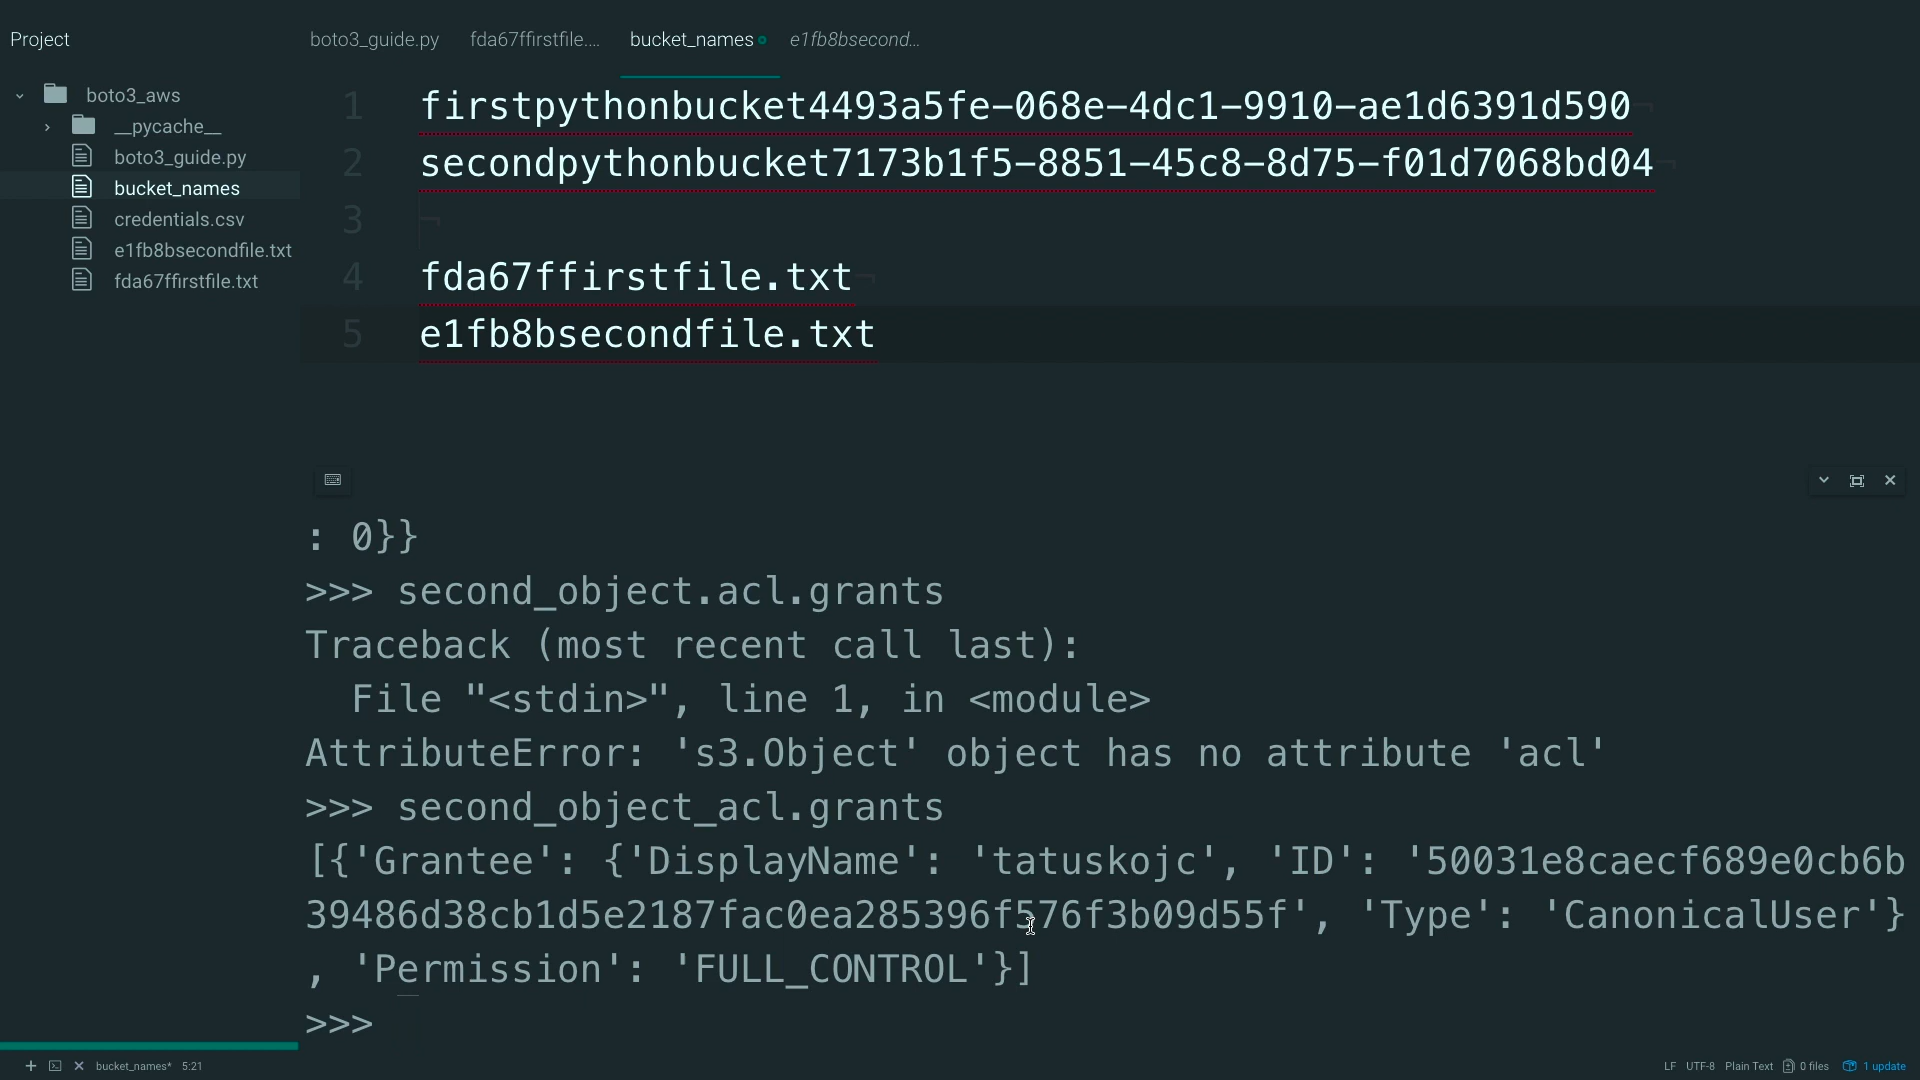 Project
boto3_guide.py
fda67ffirstfile....
bucket_names
e1fb8bsecond...
boto3_aws
__pycache__
boto3_guide.py
bucket_names
credentials.csv
e1fb8bsecondfile.txt
fda67ffirstfile.txt
1 firstpythonbucket4493a5fe-068e-4dc1-9910-ae1d6391d590
2 secondpythonbucket7173b1f5-8851-45c8-8d75-f01d7068bd04
3
4 fda67ffirstfile.txt
5 e1fb8bsecondfile.txt
: 0}}
>>> second_object.acl.grants
Traceback (most recent call last):
  File "<stdin>", line 1, in <module>
AttributeError: 's3.Object' object has no attribute 'acl'
>>> second_object_acl.grants
[{'Grantee': {'DisplayName': 'tatuskojc', 'ID': '50031e8caecf689e0cb6b
39486d38cb1d5e2187fac0ea285396f576f3b09d55f', 'Type': 'CanonicalUser'}
, 'Permission': 'FULL_CONTROL'}]
>>>
bucket_names* 5:21
LF UTF-8 Plain Text 0 files 1 update